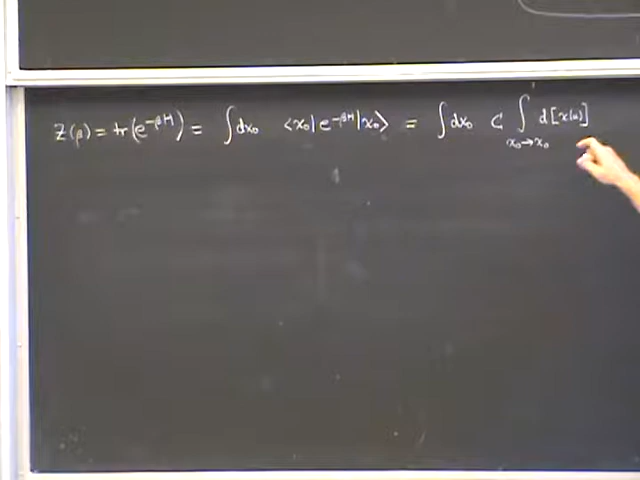 Z(β) = tr(e^{-βH}) = ∫dx₀ ⟨x₀|e^{-βH}|x₀⟩ = ∫dx₀ C ∫_{x₀→x₀} d[x(u)]